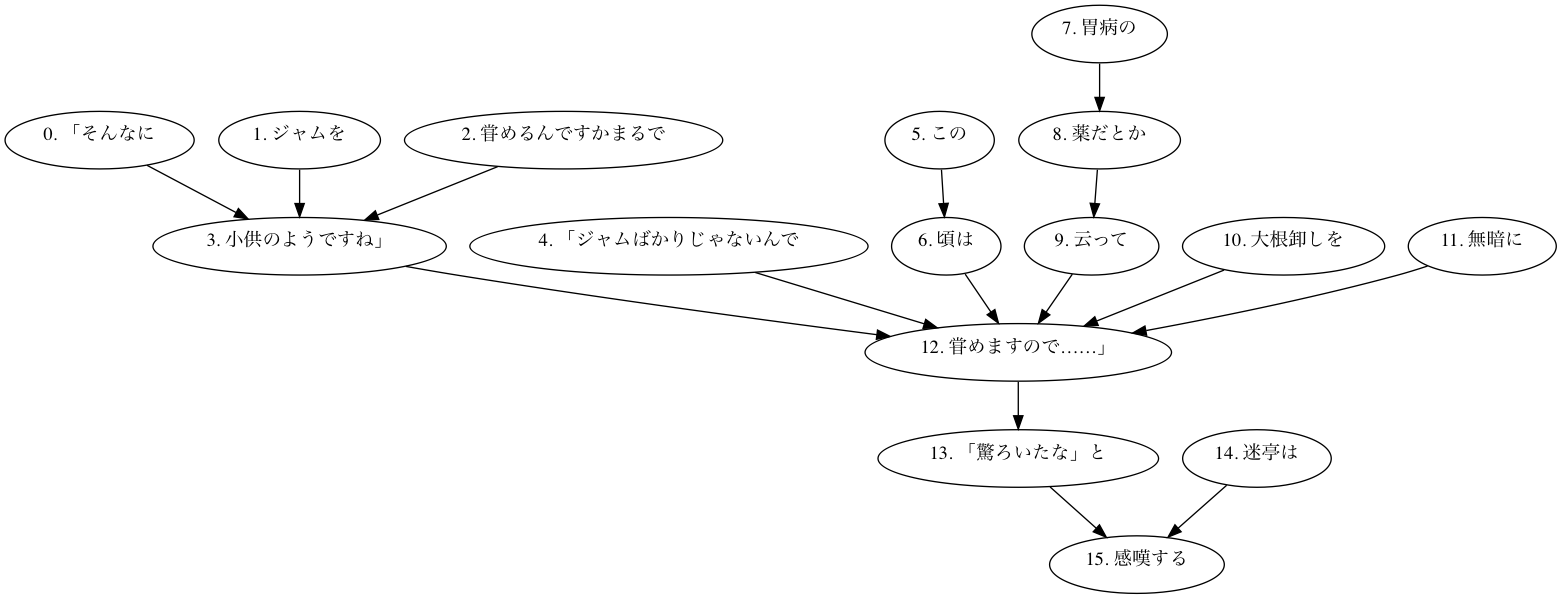 7. 胃病の
0. 「そんなに
1. ジャムを
2. 甞めるんですかまるで
5. この
8. 薬だとか
3. 小供のようですね」
4. 「ジャムばかりじゃないんで
6. 頃は
9. 云って
10. 大根卸しを
11. 無暗に
12. 甞めますので……」
13. 「驚ろいたな」と
14. 迷亭は
15. 感嘆する